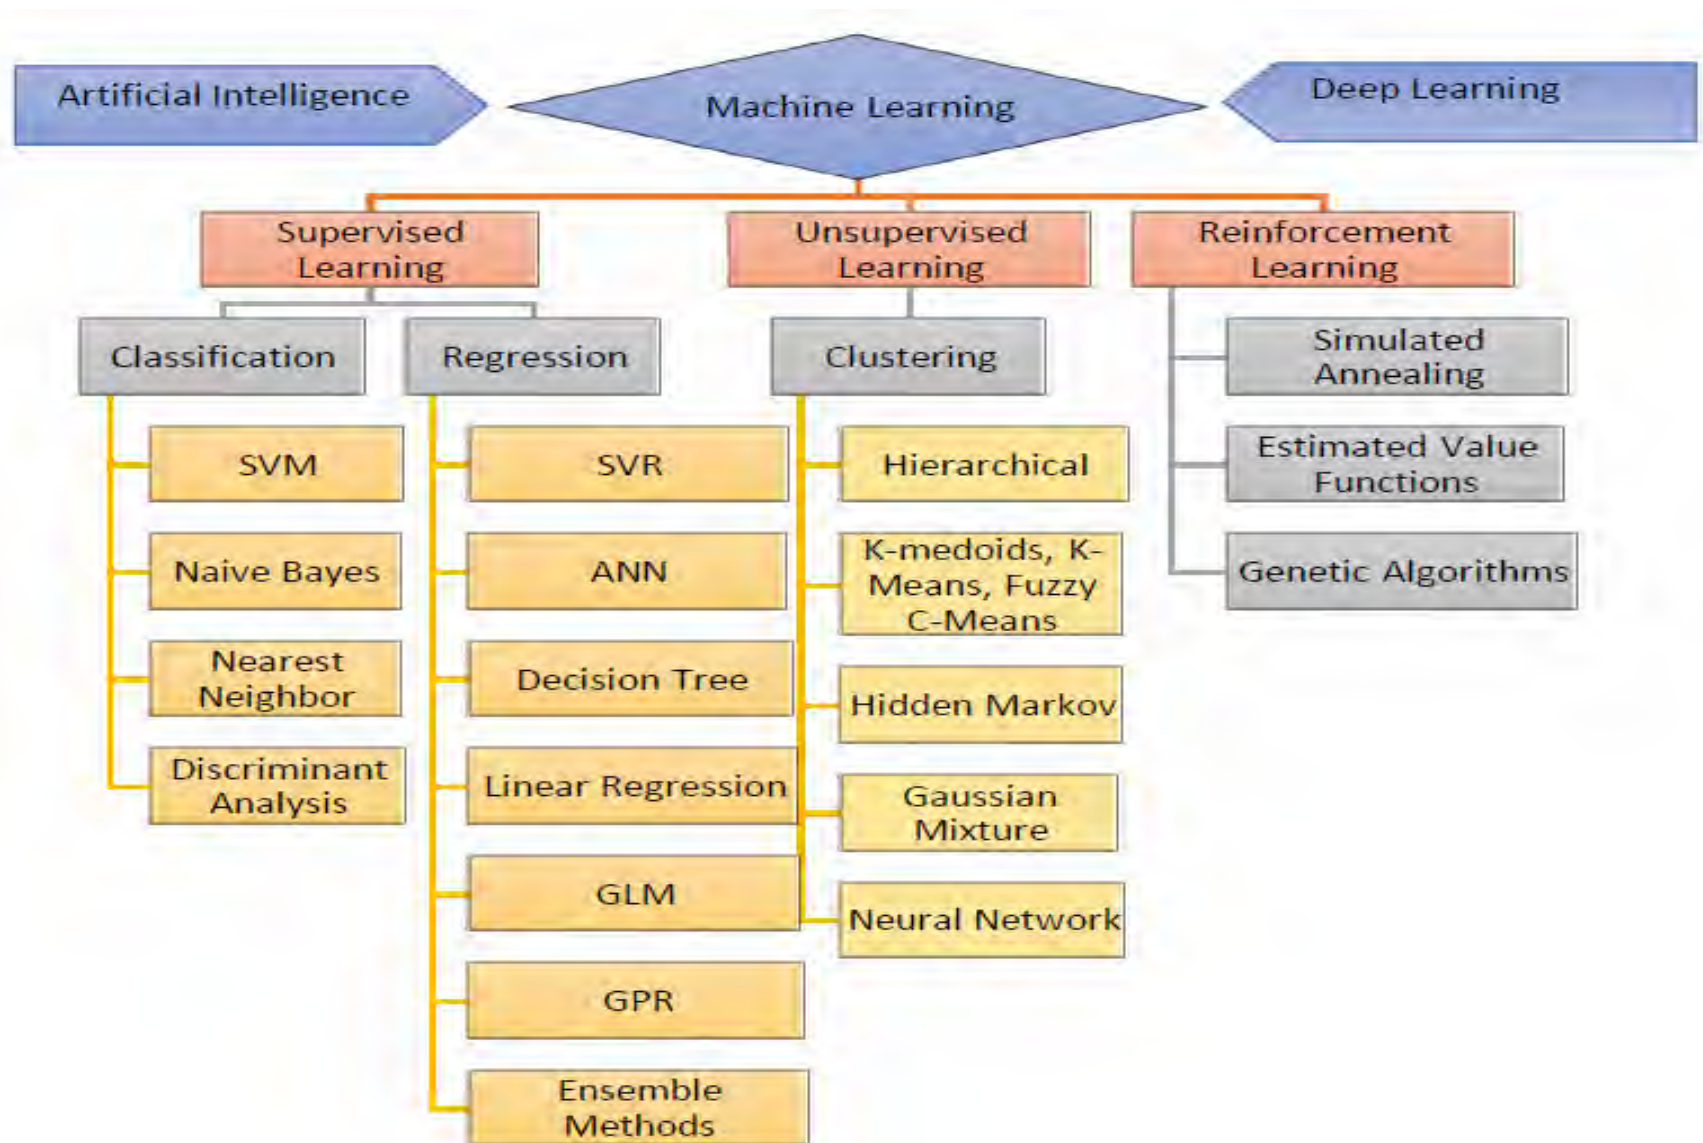 Artificial Intelligence
Machine Learning
Deep Learning
Supervised
Learning
Unsupervised
Learning
Reinforcement
Learning
Classification
Regression
Clustering
Simulated
Annealing
SVM
SVR
Hierarchical
Estimated Value
Functions
Naive Bayes
ANN
K-medoids, K-
Means, Fuzzy
C-Means
Genetic Algorithms
Nearest
Neighbor
Decision Tree
Hidden Markov
Discriminant
Analysis
Linear Regression
Gaussian
Mixture
GLM
Neural Network
GPR
Ensemble
Methods